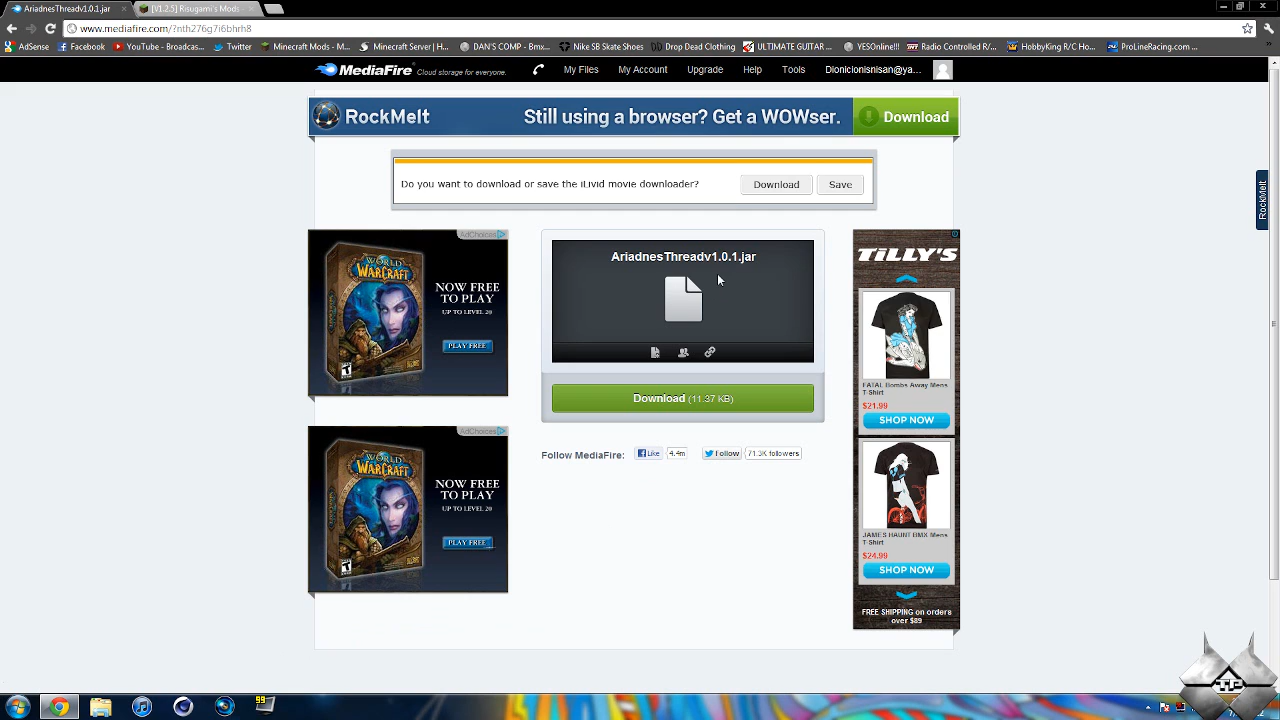 AriadnesThreadv1.0.1.jar
[V1.2.5] Risugami's Mods -
www.mediafire.com/?nth276g7i6bhrh8
AdSense
Facebook
YouTube - Broadcas...
Twitter
Minecraft Mods - M...
Minecraft Server | H...
DAN'S COMP - Bmx...
Nike SB Skate Shoes
Drop Dead Clothing
ULTIMATE GUITAR ...
YESOnline!!!
Radio Controlled R/...
HobbyKing R/C Ho...
ProLineRacing.com ...
MediaFire Cloud storage for everyone.
My Files
My Account
Upgrade
Help
Tools
Dionicionisnisan@ya...
RockMelt
Still using a browser? Get a WOWser.
Download
Do you want to download or save the iLivid movie downloader?
Download
Save
RockMelt
AdChoices
WORLD
WARCRAFT
NOW FREE
TO PLAY
UP TO LEVEL 20
PLAY FREE
T
AriadnesThreadv1.0.1.jar
Download (11.37 KB)
Follow MediaFire:
Like
4.4m
Follow
71.3K followers
AdChoices
WORLD
WARCRAFT
NOW FREE
TO PLAY
UP TO LEVEL 20
PLAY FREE
T
TiLLY'S
FATAL Bombs Away Mens
T-Shirt
$21.99
SHOP NOW
JAMES HAUNT BMX Mens
T-Shirt
$24.99
SHOP NOW
FREE SHIPPING on orders
over $89
99